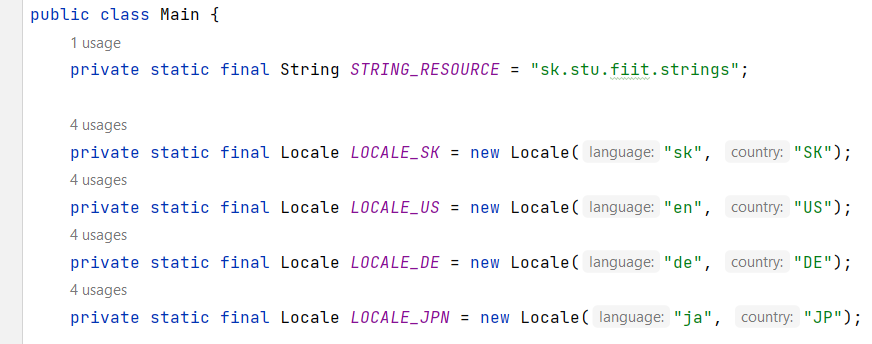 public class Main {
1 usage
private static final String STRING_RESOURCE = "sk.stu.fiit.strings";
4 usages
private static final Locale LOCALE_SK = new Locale( language: "sk", country: "SK");
4 usages
private static final Locale LOCALE_US = new Locale( language: "en", country: "US");
4 usages
private static final Locale LOCALE_DE = new Locale( language: "de", country: "DE");
4 usages
private static final Locale LOCALE_JPN = new Locale( language: "ja", country: "JP");